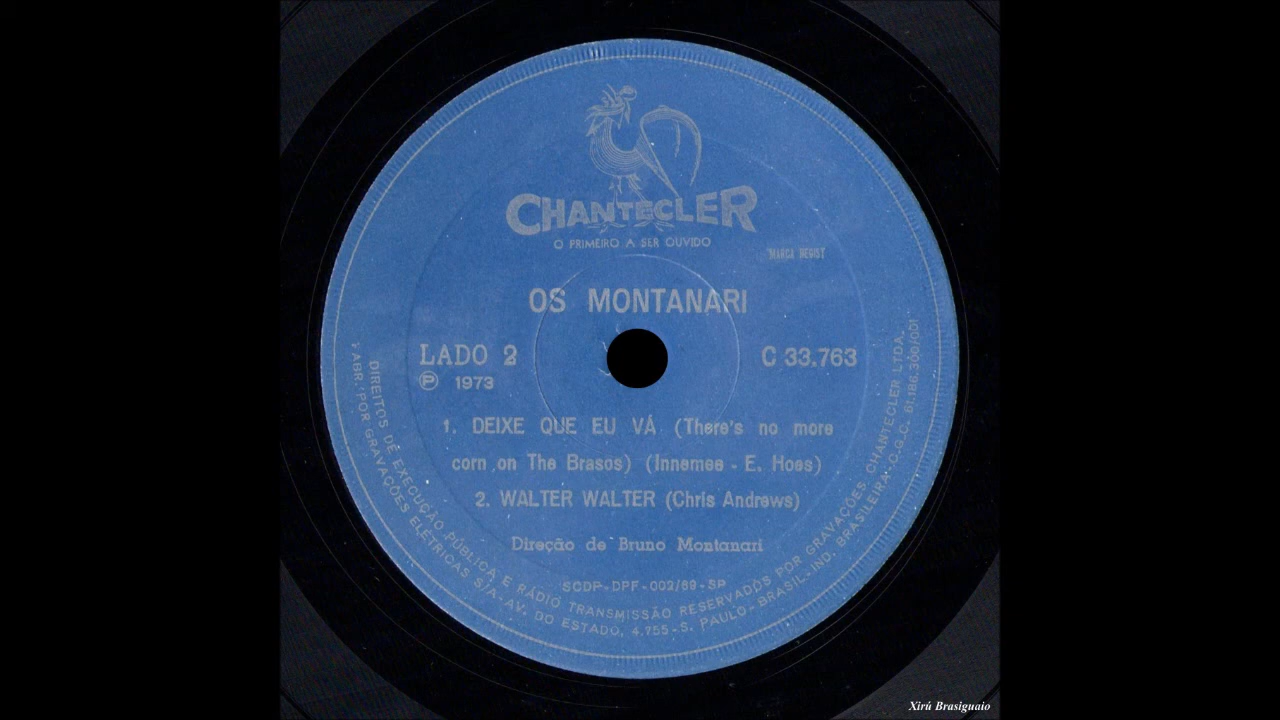 CHANTECLER
O PRIMEIRO A SER OUVIDO
MARCA REGIST
OS MONTANARI
LADO 2
C 33.763
℗ 1973
1. DEIXE QUE EU VÁ (There's no more
corn on The Brasos) (Innemee - E. Hoes)
2. WALTER WALTER (Chris Andrews)
Direção de Bruno Montanari
SCDP-DPF-002/69-SP
DIREITOS DE EXECUÇÃO PÚBLICA E RÁDIO TRANSMISSÃO RESERVADOS POR GRAVAÇÕES CHANTECLER LTDA.
FABR. POR GRAVAÇÕES ELÉTRICAS S/A. - AV. DO ESTADO, 4.755 - S. PAULO - BRASIL - IND. BRASILEIRA - C.G.C. 61.186.300/001
Xirú Brasiguaio